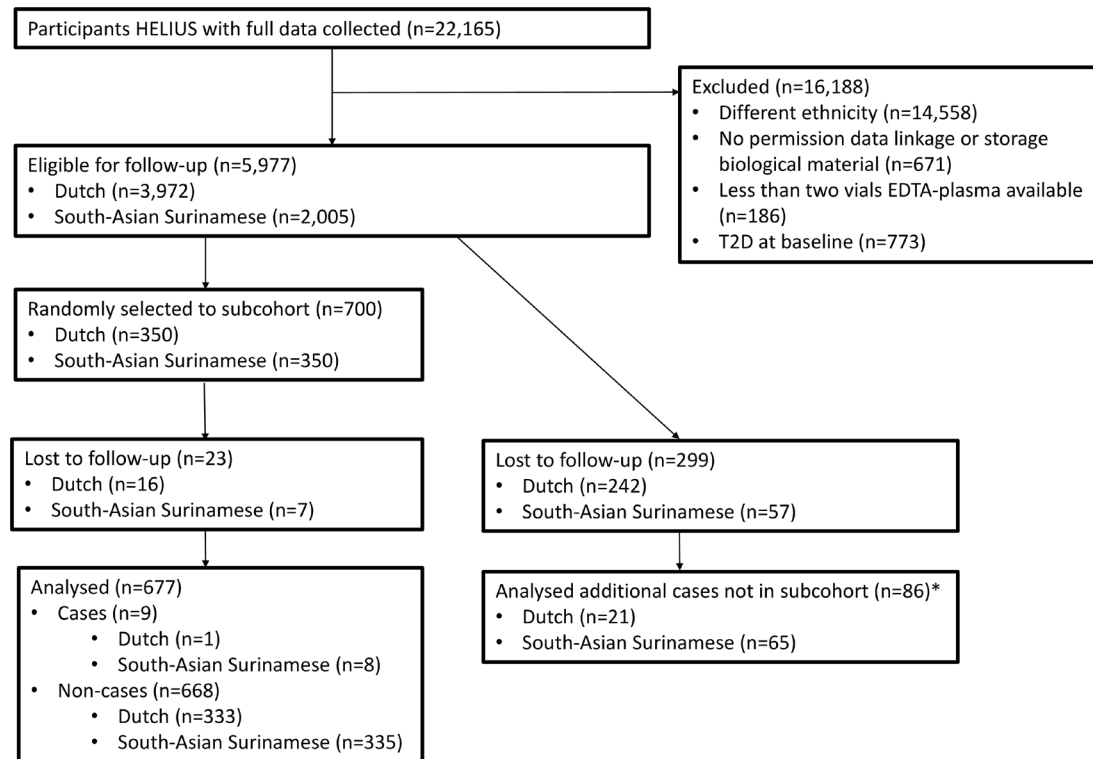 Participants HELIUS with full data collected (n=22,165)
Excluded (n=16,188)
• Different ethnicity (n=14,558)
• No permission data linkage or storage
biological material (n=671)
• Less than two vials EDTA-plasma available
(n=186)
• T2D at baseline (n=773)
Eligible for follow-up (n=5,977)
• Dutch (n=3,972)
• South-Asian Surinamese (n=2,005)
Randomly selected to subcohort (n=700)
• Dutch (n=350)
• South-Asian Surinamese (n=350)
Lost to follow-up (n=23)
• Dutch (n=16)
• South-Asian Surinamese (n=7)
Lost to follow-up (n=299)
• Dutch (n=242)
• South-Asian Surinamese (n=57)
Analysed (n=677)
• Cases (n=9)
• Dutch (n=1)
• South-Asian Surinamese (n=8)
• Non-cases (n=668)
• Dutch (n=333)
• South-Asian Surinamese (n=335)
Analysed additional cases not in subcohort (n=86)*
• Dutch (n=21)
• South-Asian Surinamese (n=65)